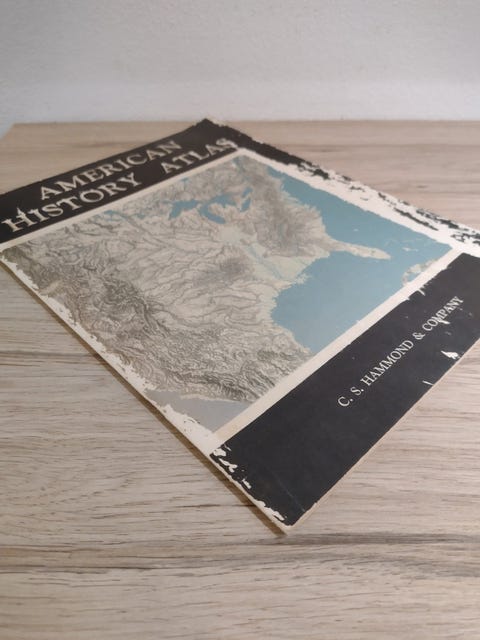 AMERICAN
HISTORY ATLAS
C. S. HAMMOND & COMPANY